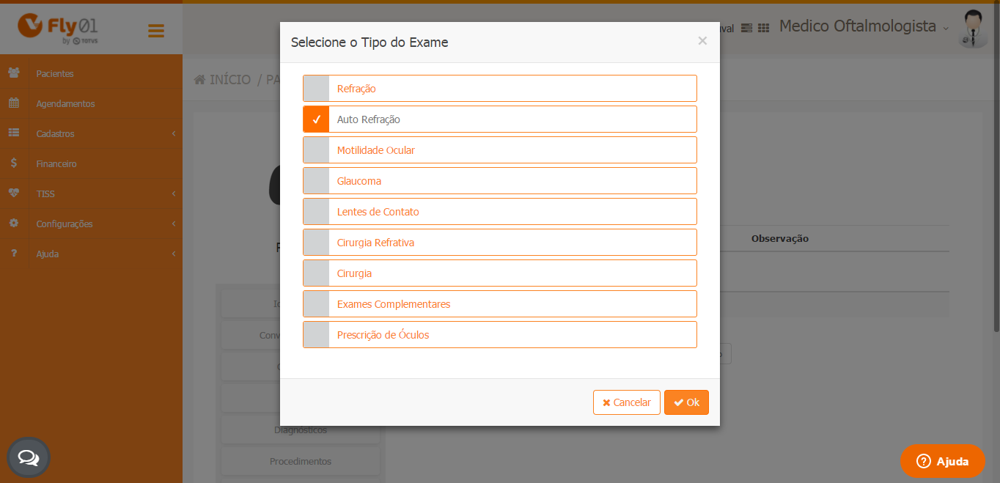 Fly01
by TOTVS
Medico Oftalmologista
Pacientes
Agendamentos
Cadastros
Financeiro
TISS
Configurações
Ajuda
INÍCIO /
Selecione o Tipo do Exame
×
Refração
Auto Refração
Motilidade Ocular
Glaucoma
Lentes de Contato
Cirurgia Refrativa
Cirurgia
Exames Complementares
Prescrição de Óculos
Cancelar
Ok
Observação
Diagnósticos
Procedimentos
Ajuda